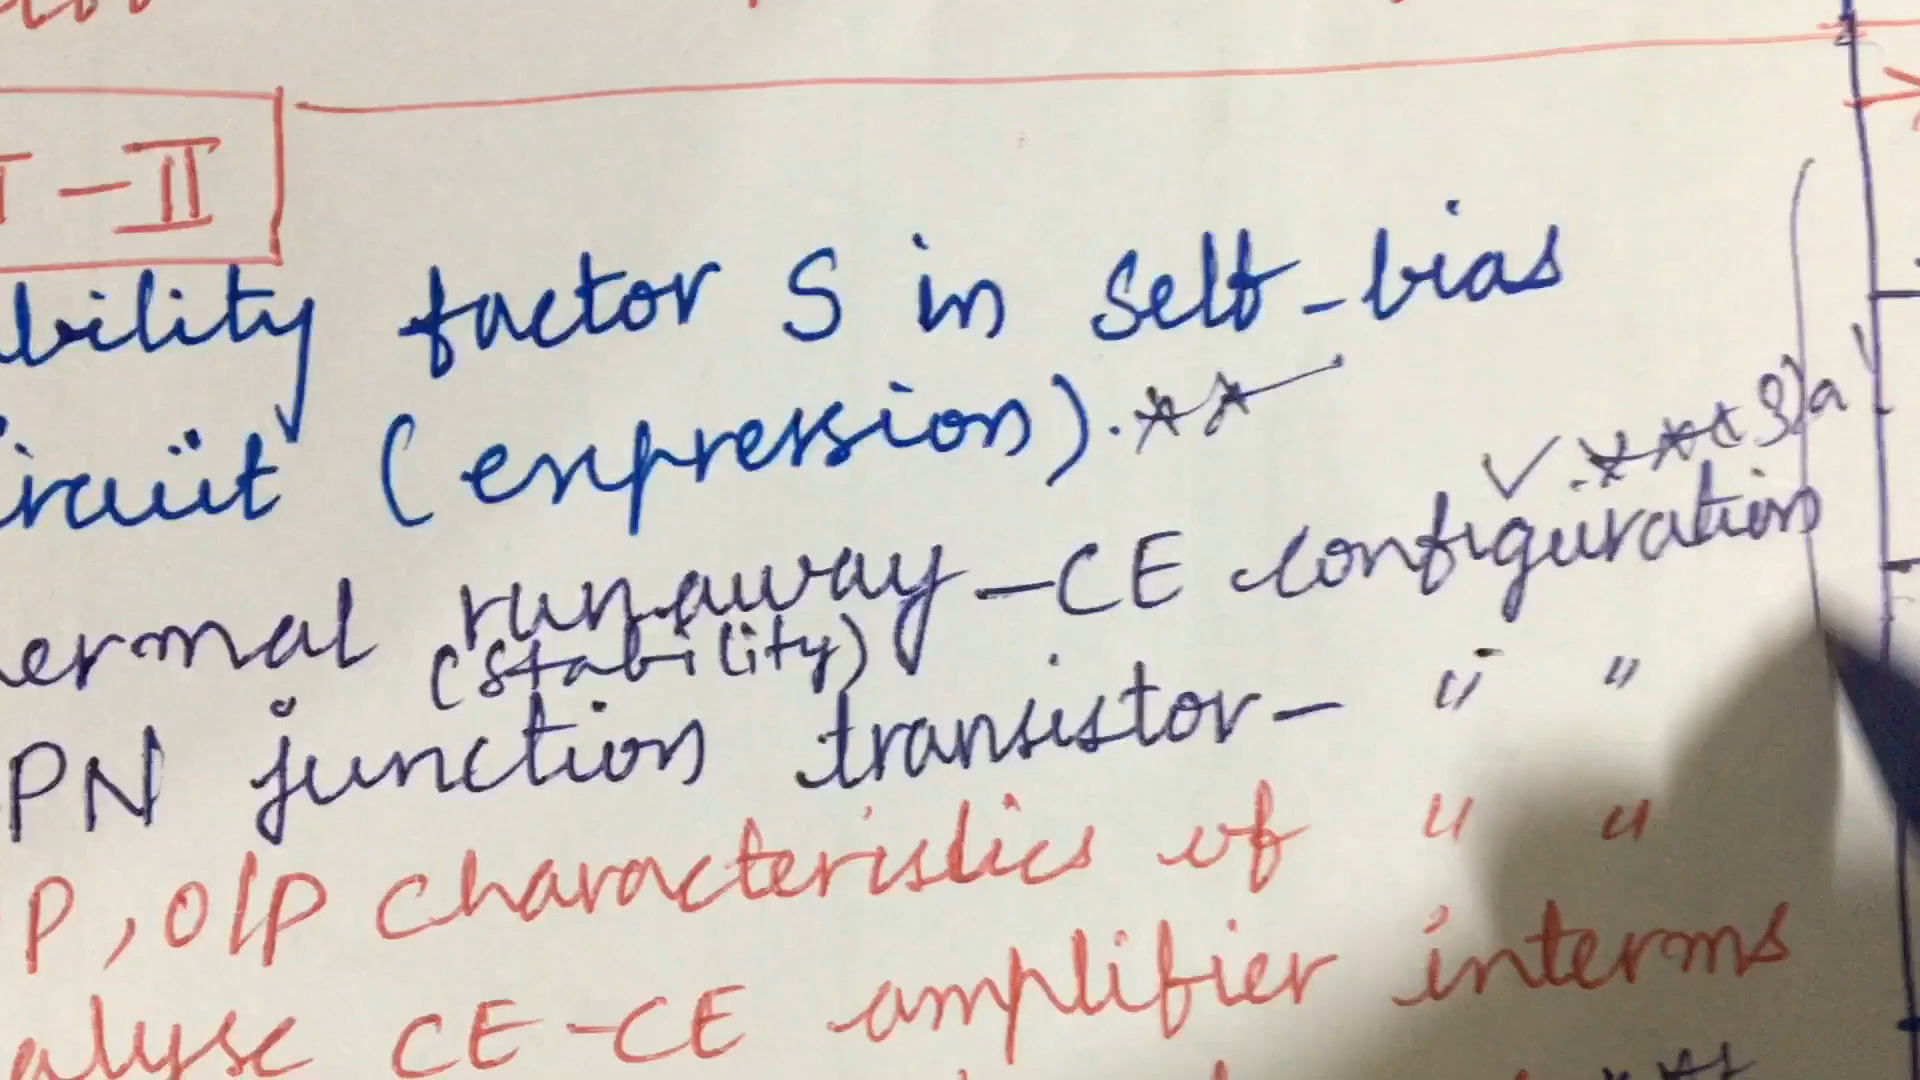 T-II
bility factor S in self-bias
ircuit (expression). **
✓ *** 3)a
ermal runaway - CE configuration
(stability)
PN junction transistor - " "
P, O/P characteristics of " "
alyse CE-CE amplifier interms